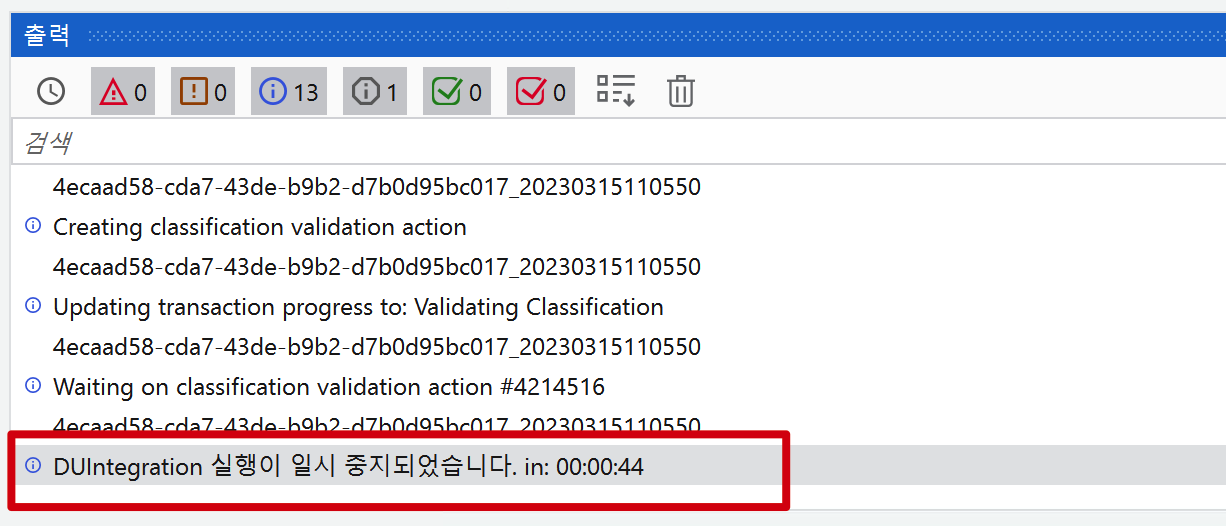 출력
0 0 13 1 0 0
검색
4ecaad58-cda7-43de-b9b2-d7b0d95bc017_20230315110550
Creating classification validation action
4ecaad58-cda7-43de-b9b2-d7b0d95bc017_20230315110550
Updating transaction progress to: Validating Classification
4ecaad58-cda7-43de-b9b2-d7b0d95bc017_20230315110550
Waiting on classification validation action #4214516
4ecaad58-cda7-43de-b9b2-d7b0d95bc017_20230315110550
DUIntegration 실행이 일시 중지되었습니다. in: 00:00:44